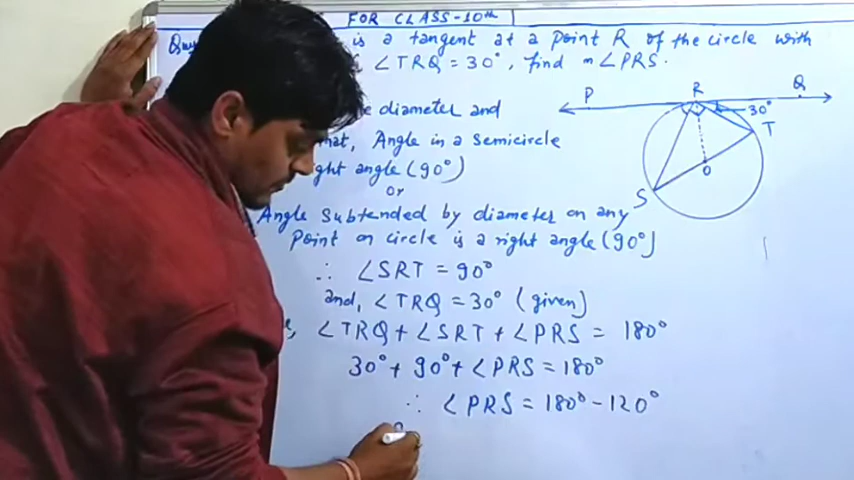 FOR CLASS-10th
is a tangent at a point R of the circle with
∠TRQ = 30°, find m∠PRS.
diameter and
that, Angle in a semicircle
right angle (90°)
or
Angle subtended by diameter on any
point on circle is a right angle (90°)
∴ ∠SRT = 90°
and, ∠TRQ = 30° (given)
∠TRQ + ∠SRT + ∠PRS = 180°
30° + 90° + ∠PRS = 180°
∴ ∠PRS = 180° - 120°
P R Q
30°
T
O
S